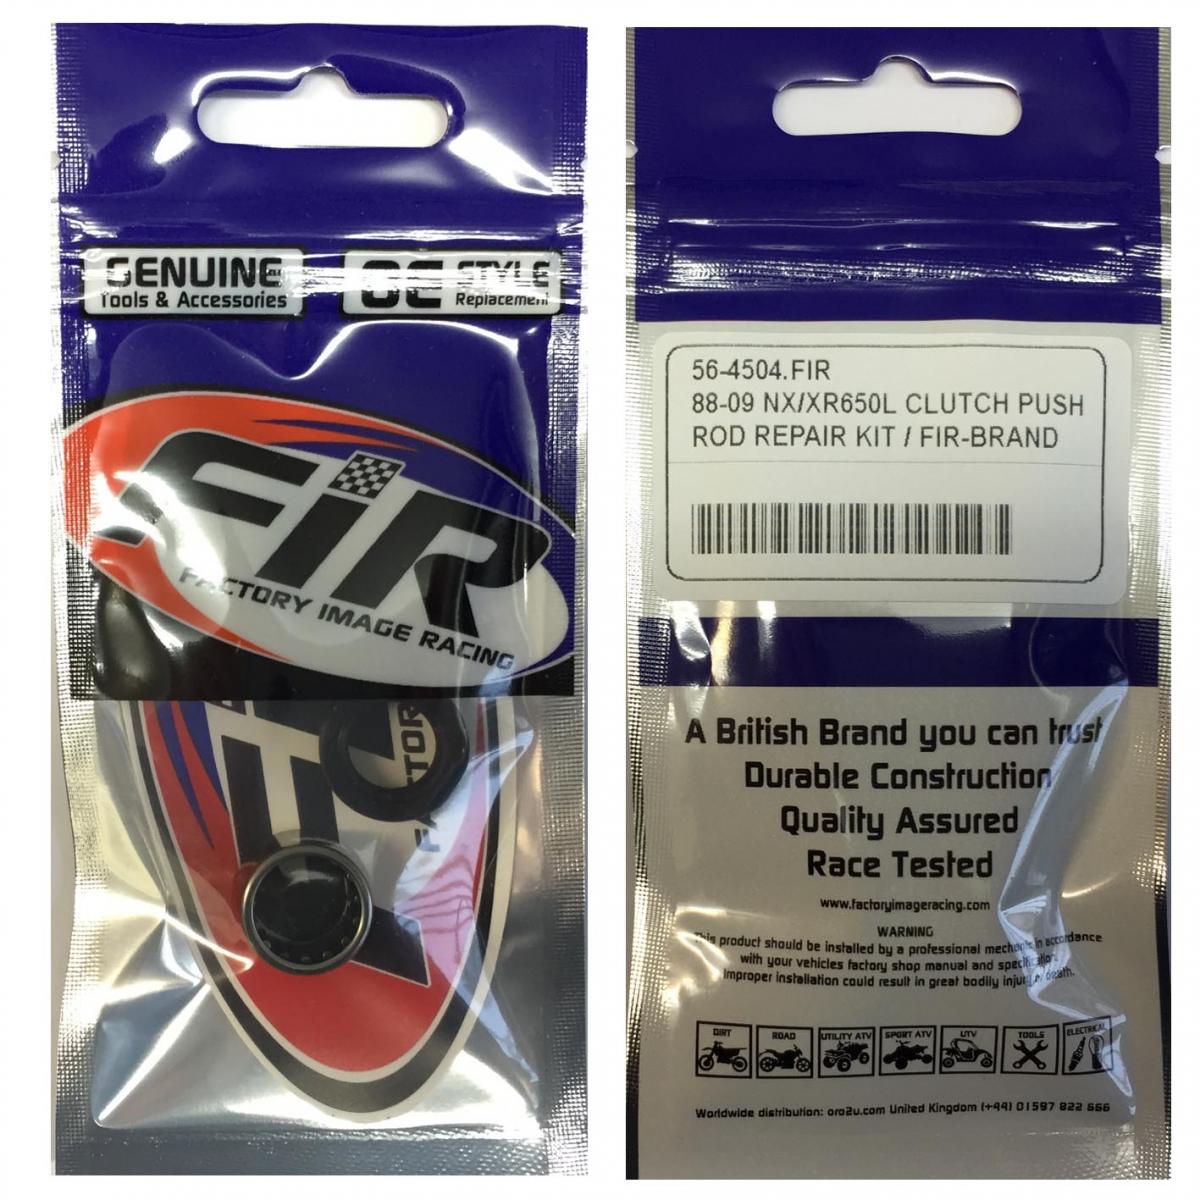 GENUINE
Tools & Accessories
OE STYLE
Replacement
FiR
FACTORY IMAGE RACING
56-4504.FIR
88-09 NX/XR650L CLUTCH PUSH
ROD REPAIR KIT / FIR-BRAND
A British Brand you can trust
Durable Construction
Quality Assured
Race Tested
www.factoryimageracing.com
WARNING
This product should be installed by a professional mechanic in accordance
with your vehicles factory shop manual and specification.
Improper installation could result in great bodily injury or death.
DIRT
ROAD
UTILITY ATV
SPORT ATV
UTV
TOOLS
ELECTRICAL
Worldwide distribution: oro2u.com United Kingdom (+44) 01597 822 666